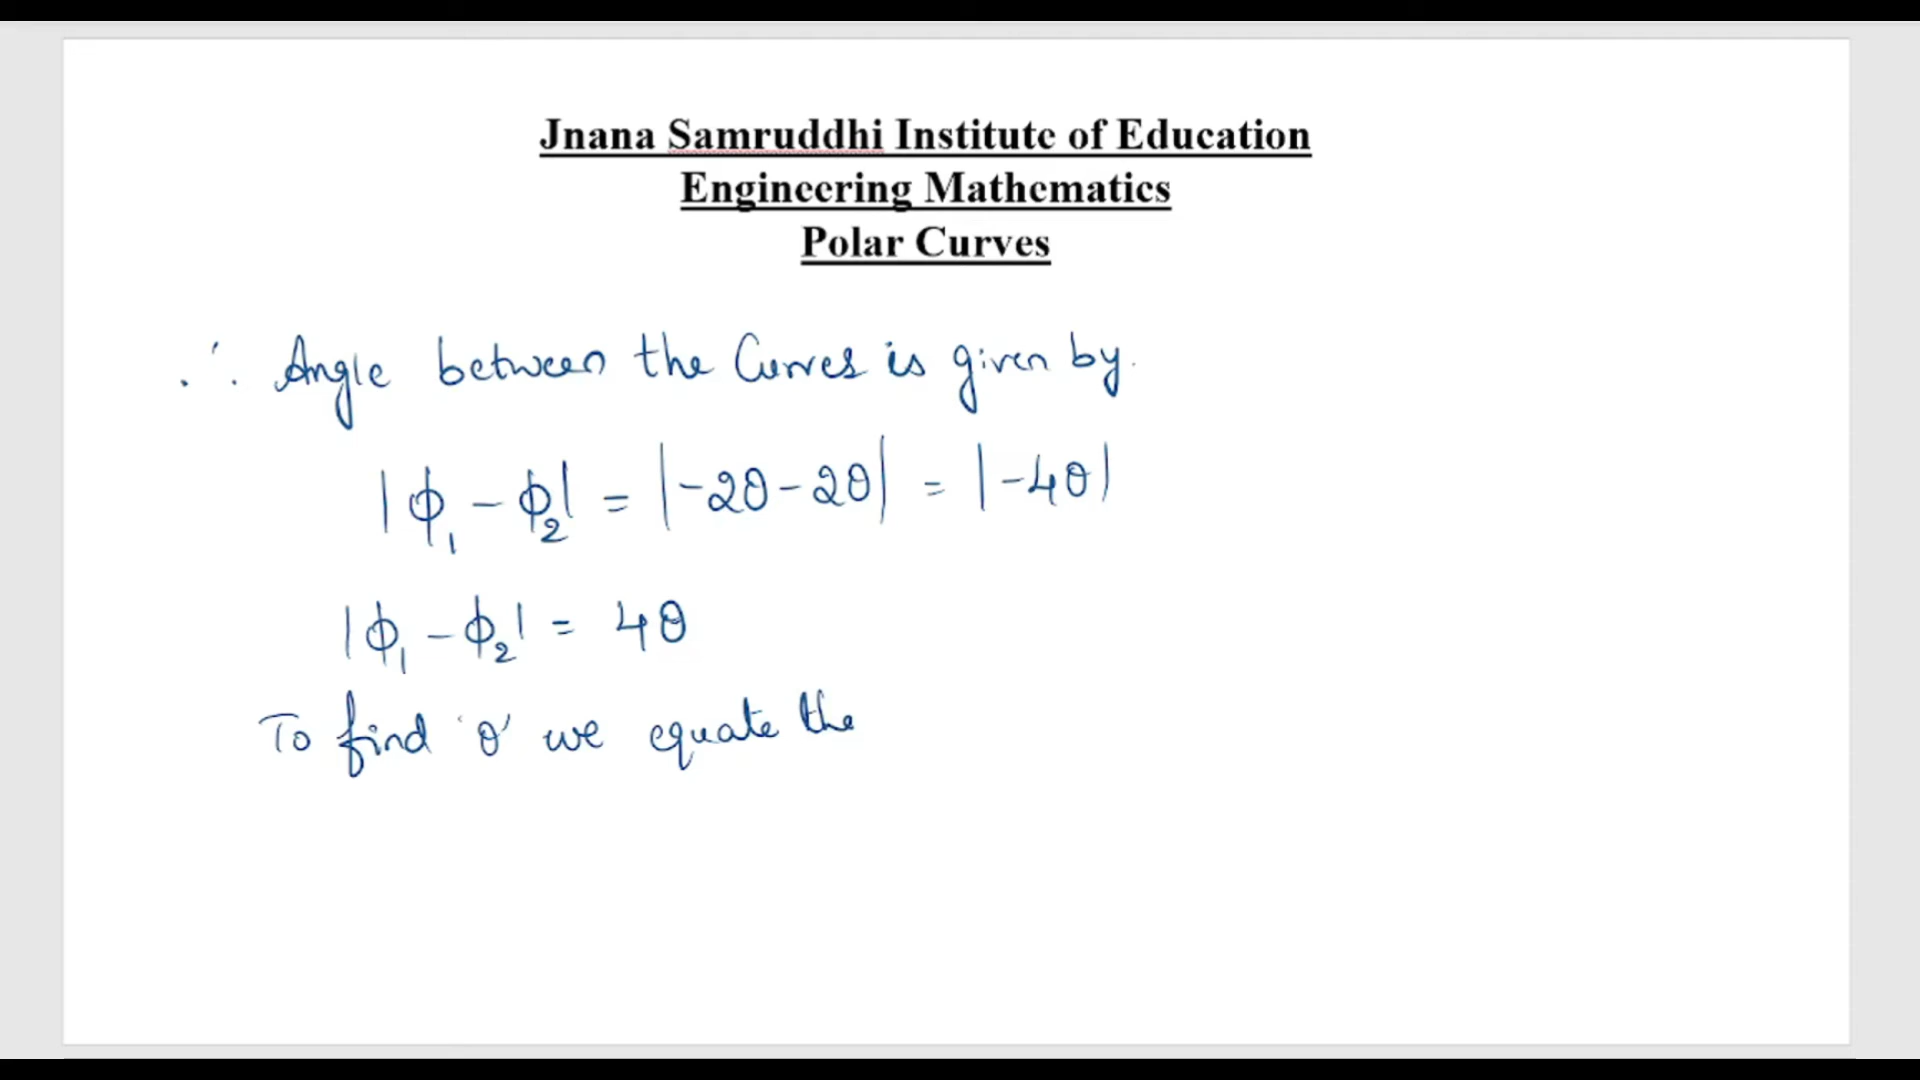 Jnana Samruddhi Institute of Education
Engineering Mathematics
Polar Curves
∴ Angle between the Curves is given by.
|ϕ₁ - ϕ₂| = |-2θ - 2θ| = |-4θ|
|ϕ₁ - ϕ₂| = 4θ
To find 'θ' we equate the